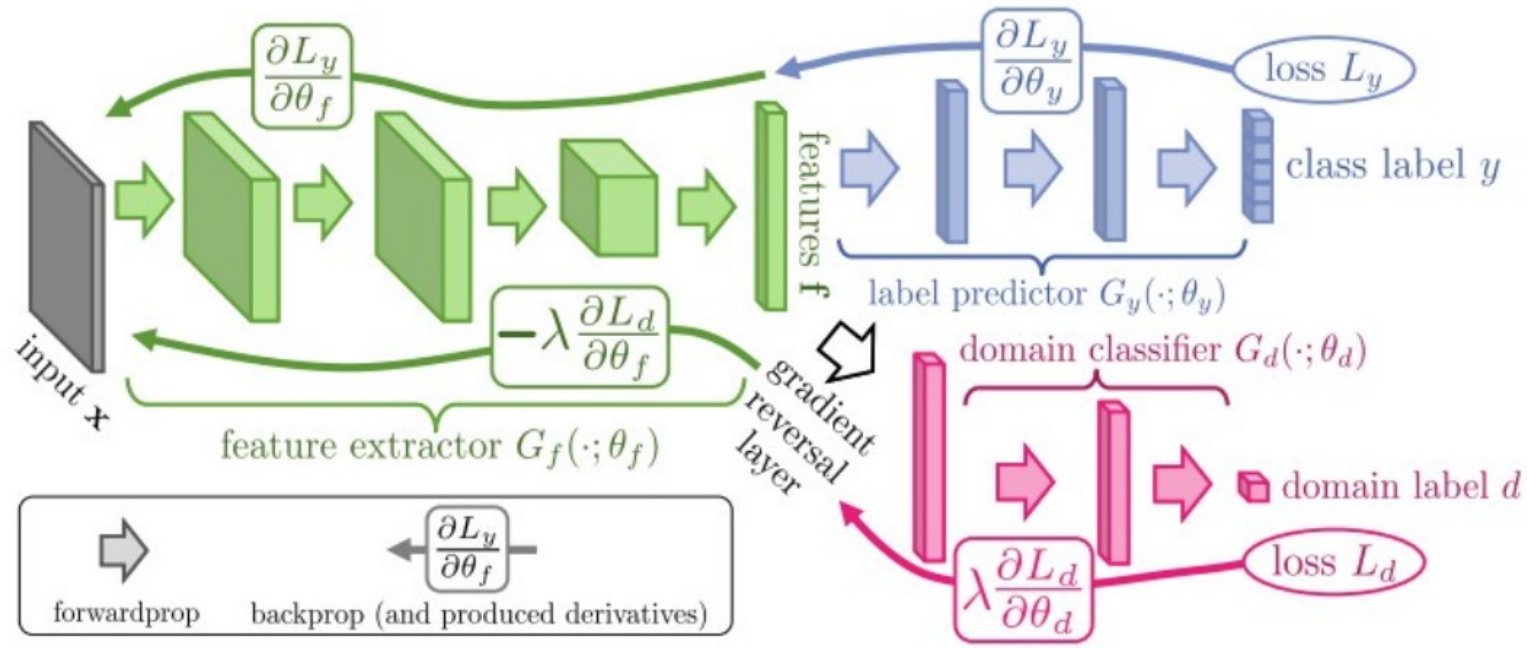 ∂L_y
∂θ_f
∂L_y
∂θ_y
loss L_y
features f
class label y
label predictor G_y(·; θ_y)
input x
−λ ∂L_d
∂θ_f
gradient
reversal
layer
domain classifier G_d(·; θ_d)
feature extractor G_f(·; θ_f)
domain label d
loss L_d
λ ∂L_d
∂θ_d
∂L_y
∂θ_f
forwardprop
backprop (and produced derivatives)